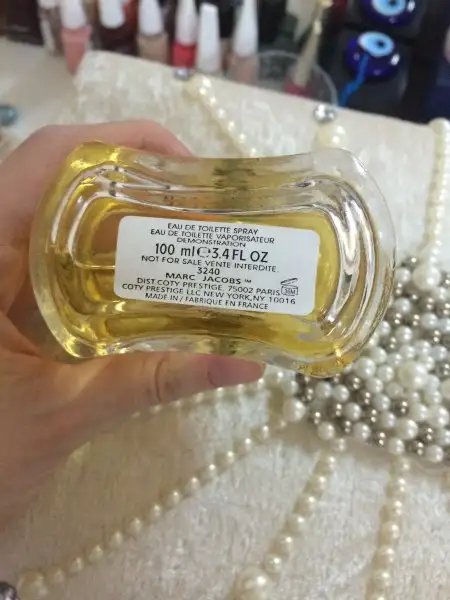 EAU DE TOILETTE SPRAY
EAU DE TOILETTE VAPORISATEUR
DEMONSTRATION
100 ml ℮ 3.4 FL OZ
NOT FOR SALE VENTE INTERDITE
3240
MARC JACOBS™
DIST. COTY PRESTIGE. 75002 PARIS
COTY PRESTIGE LLC NEW YORK, NY 10016
MADE IN / FABRIQUE EN FRANCE